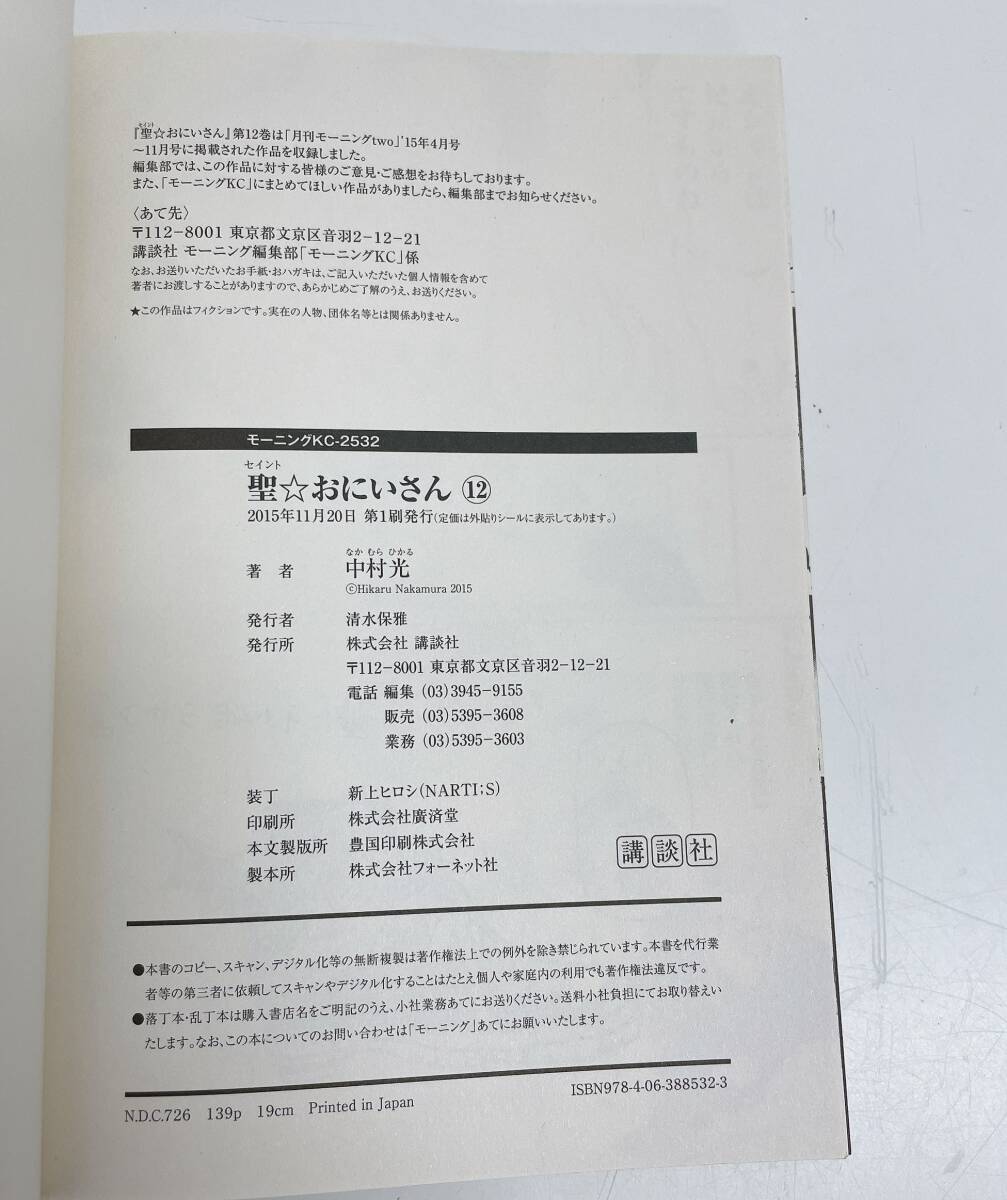 セイント
『聖☆おにいさん』第12巻は「月刊モーニングtwo」'15年4月号
～11月号に掲載された作品を収録しました。
編集部では、この作品に対する皆様のご意見・ご感想をお待ちしております。
また、「モーニングKC」にまとめてほしい作品がありましたら、編集部までお知らせください。
〈あて先〉
〒112-8001 東京都文京区音羽2-12-21
講談社 モーニング編集部「モーニングKC」係
なお、お送りいただいたお手紙・おハガキは、ご記入いただいた個人情報を含めて
著者にお渡しすることがありますので、あらかじめご了解のうえ、お送りください。
★この作品はフィクションです。実在の人物、団体名等とは関係ありません。
モーニングKC-2532
セイント
聖☆おにいさん ⑫
2015年11月20日 第1刷発行(定価は外貼りシールに表示してあります。)
なか むら ひかる
著 者 中村光
©Hikaru Nakamura 2015
発行者 清水保雅
発行所 株式会社 講談社
〒112-8001 東京都文京区音羽2-12-21
電話 編集 (03)3945-9155
販売 (03)5395-3608
業務 (03)5395-3603
装丁 新上ヒロシ(NARTI;S)
印刷所 株式会社廣済堂
本文製版所 豊国印刷株式会社
製本所 株式会社フォーネット社
講談社
●本書のコピー、スキャン、デジタル化等の無断複製は著作権法上での例外を除き禁じられています。本書を代行業
者等の第三者に依頼してスキャンやデジタル化することはたとえ個人や家庭内の利用でも著作権法違反です。
●落丁本・乱丁本は購入書店名をご明記のうえ、小社業務あてにお送りください。送料小社負担にてお取り替えい
たします。なお、この本についてのお問い合わせは「モーニング」あてにお願いいたします。
N.D.C.726 139p 19cm Printed in Japan
ISBN978-4-06-388532-3